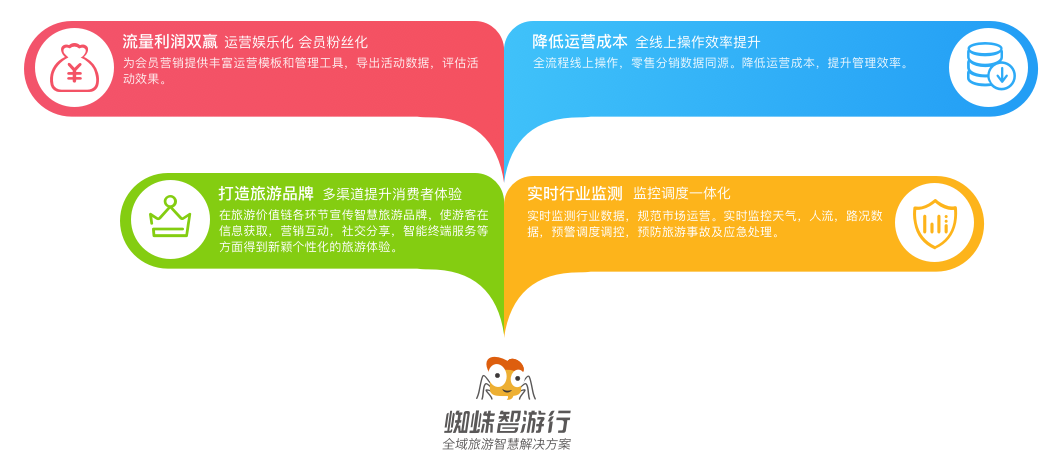 流量利润双赢 运营娱乐化 会员粉丝化
为会员营销提供丰富运营模板和管理工具，导出活动数据，评估活
动效果。
降低运营成本 全线上操作效率提升
全流程线上操作，零售分销数据同源。降低运营成本，提升管理效率。
打造旅游品牌 多渠道提升消费者体验
在旅游价值链各环节宣传智慧旅游品牌，使游客在
信息获取，营销互动，社交分享，智能终端服务等
方面得到新颖个性化的旅游体验。
实时行业监测 监控调度一体化
实时监测行业数据，规范市场运营。实时监控天气，人流，路况数
据，预警调度调控，预防旅游事故及应急处理。
蜘蛛智游行
全域旅游智慧解决方案